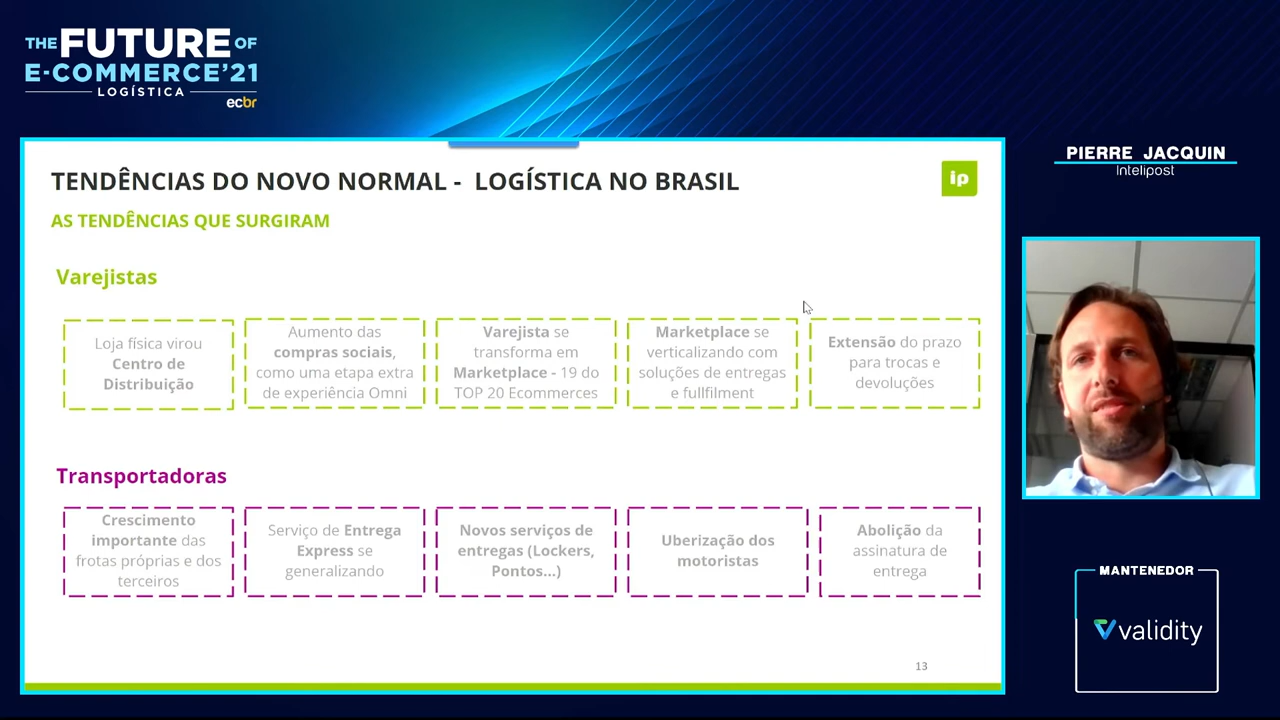 THE FUTURE OF
E-COMMERCE'21
LOGÍSTICA
ecbr
TENDÊNCIAS DO NOVO NORMAL - LOGÍSTICA NO BRASIL
ip
AS TENDÊNCIAS QUE SURGIRAM
Varejistas
Loja física virou
Centro de
Distribuição
Aumento das
compras sociais,
como uma etapa extra
de experiência Omni
Varejista se
transforma em
Marketplace - 19 do
TOP 20 Ecommerces
Marketplace se
verticalizando com
soluções de entregas
e fullfilment
Extensão do prazo
para trocas e
devoluções
Transportadoras
Crescimento
importante das
frotas próprias e dos
terceiros
Serviço de Entrega
Express se
generalizando
Novos serviços de
entregas (Lockers,
Pontos...)
Uberização dos
motoristas
Abolição da
assinatura de
entrega
13
PIERRE JACQUIN
Intelipost
MANTENEDOR
validity